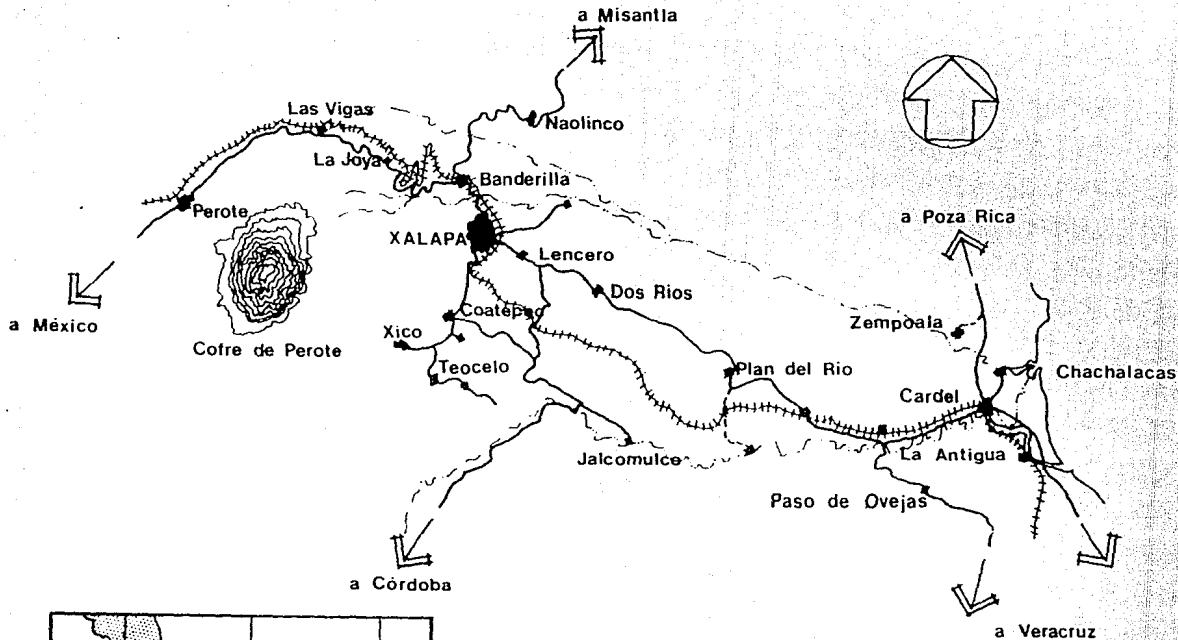 a Misantla
Las Vigas
Naolinco
La Joya
Banderilla
Perote
a Poza Rica
XALAPA
Lencero
Dos Rios
a México
Coatepec
Zempoala
Xico
Cofre de Perote
Teocelo
Plan del Rio
Chachalacas
Cardel
Jalcomulco
La Antigua
Paso de Ovejas
a Córdoba
a Veracruz